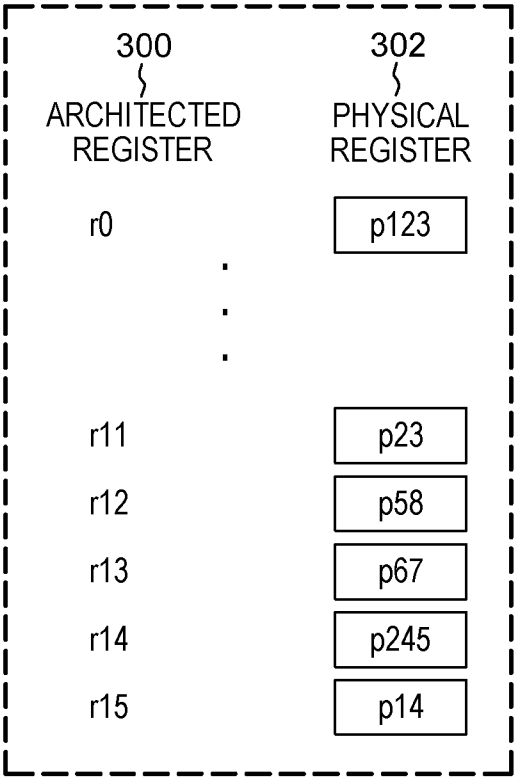 300 302
ARCHITECTED PHYSICAL
REGISTER REGISTER
r0 p123
.
.
.
r11 p23
r12 p58
r13 p67
r14 p245
r15 p14